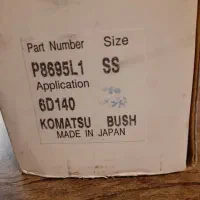 Part Number Size
P8695L1 SS
Application
6D140
KOMATSU BUSH
MADE IN JAPAN